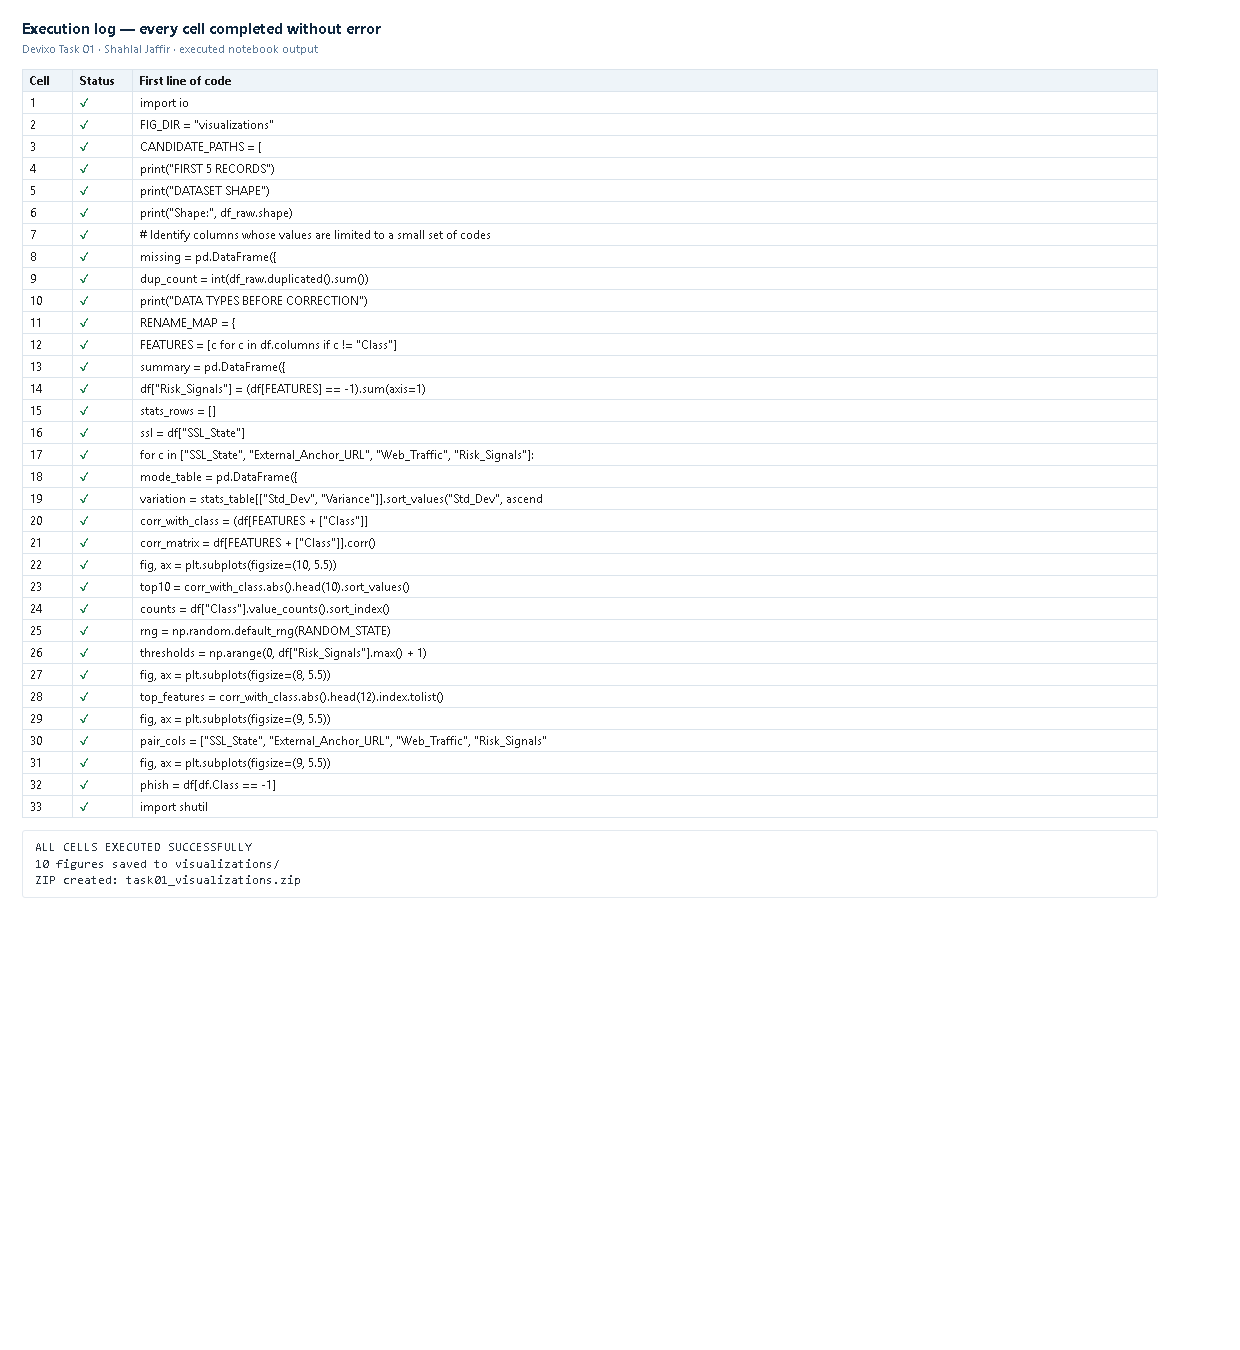 Execution log — every cell completed without error
Devixo Task 01 · Shahlal Jaffir · executed notebook output
Cell Status First line of code
1 ✓ import io
2 ✓ FIG_DIR = "visualizations"
3 ✓ CANDIDATE_PATHS = [
4 ✓ print("FIRST 5 RECORDS")
5 ✓ print("DATASET SHAPE")
6 ✓ print("Shape:", df_raw.shape)
7 ✓ # Identify columns whose values are limited to a small set of codes
8 ✓ missing = pd.DataFrame({
9 ✓ dup_count = int(df_raw.duplicated().sum())
10 ✓ print("DATA TYPES BEFORE CORRECTION")
11 ✓ RENAME_MAP = {
12 ✓ FEATURES = [c for c in df.columns if c != "Class"]
13 ✓ summary = pd.DataFrame({
14 ✓ df["Risk_Signals"] = (df[FEATURES] == -1).sum(axis=1)
15 ✓ stats_rows = []
16 ✓ ssl = df["SSL_State"]
17 ✓ for c in ["SSL_State", "External_Anchor_URL", "Web_Traffic", "Risk_Signals"]:
18 ✓ mode_table = pd.DataFrame({
19 ✓ variation = stats_table[["Std_Dev", "Variance"]].sort_values("Std_Dev", ascend
20 ✓ corr_with_class = (df[FEATURES + ["Class"]]
21 ✓ corr_matrix = df[FEATURES + ["Class"]].corr()
22 ✓ fig, ax = plt.subplots(figsize=(10, 5.5))
23 ✓ top10 = corr_with_class.abs().head(10).sort_values()
24 ✓ counts = df["Class"].value_counts().sort_index()
25 ✓ rng = np.random.default_rng(RANDOM_STATE)
26 ✓ thresholds = np.arange(0, df["Risk_Signals"].max() + 1)
27 ✓ fig, ax = plt.subplots(figsize=(8, 5.5))
28 ✓ top_features = corr_with_class.abs().head(12).index.tolist()
29 ✓ fig, ax = plt.subplots(figsize=(9, 5.5))
30 ✓ pair_cols = ["SSL_State", "External_Anchor_URL", "Web_Traffic", "Risk_Signals"
31 ✓ fig, ax = plt.subplots(figsize=(9, 5.5))
32 ✓ phish = df[df.Class == -1]
33 ✓ import shutil
ALL CELLS EXECUTED SUCCESSFULLY
10 figures saved to visualizations/
ZIP created: task01_visualizations.zip